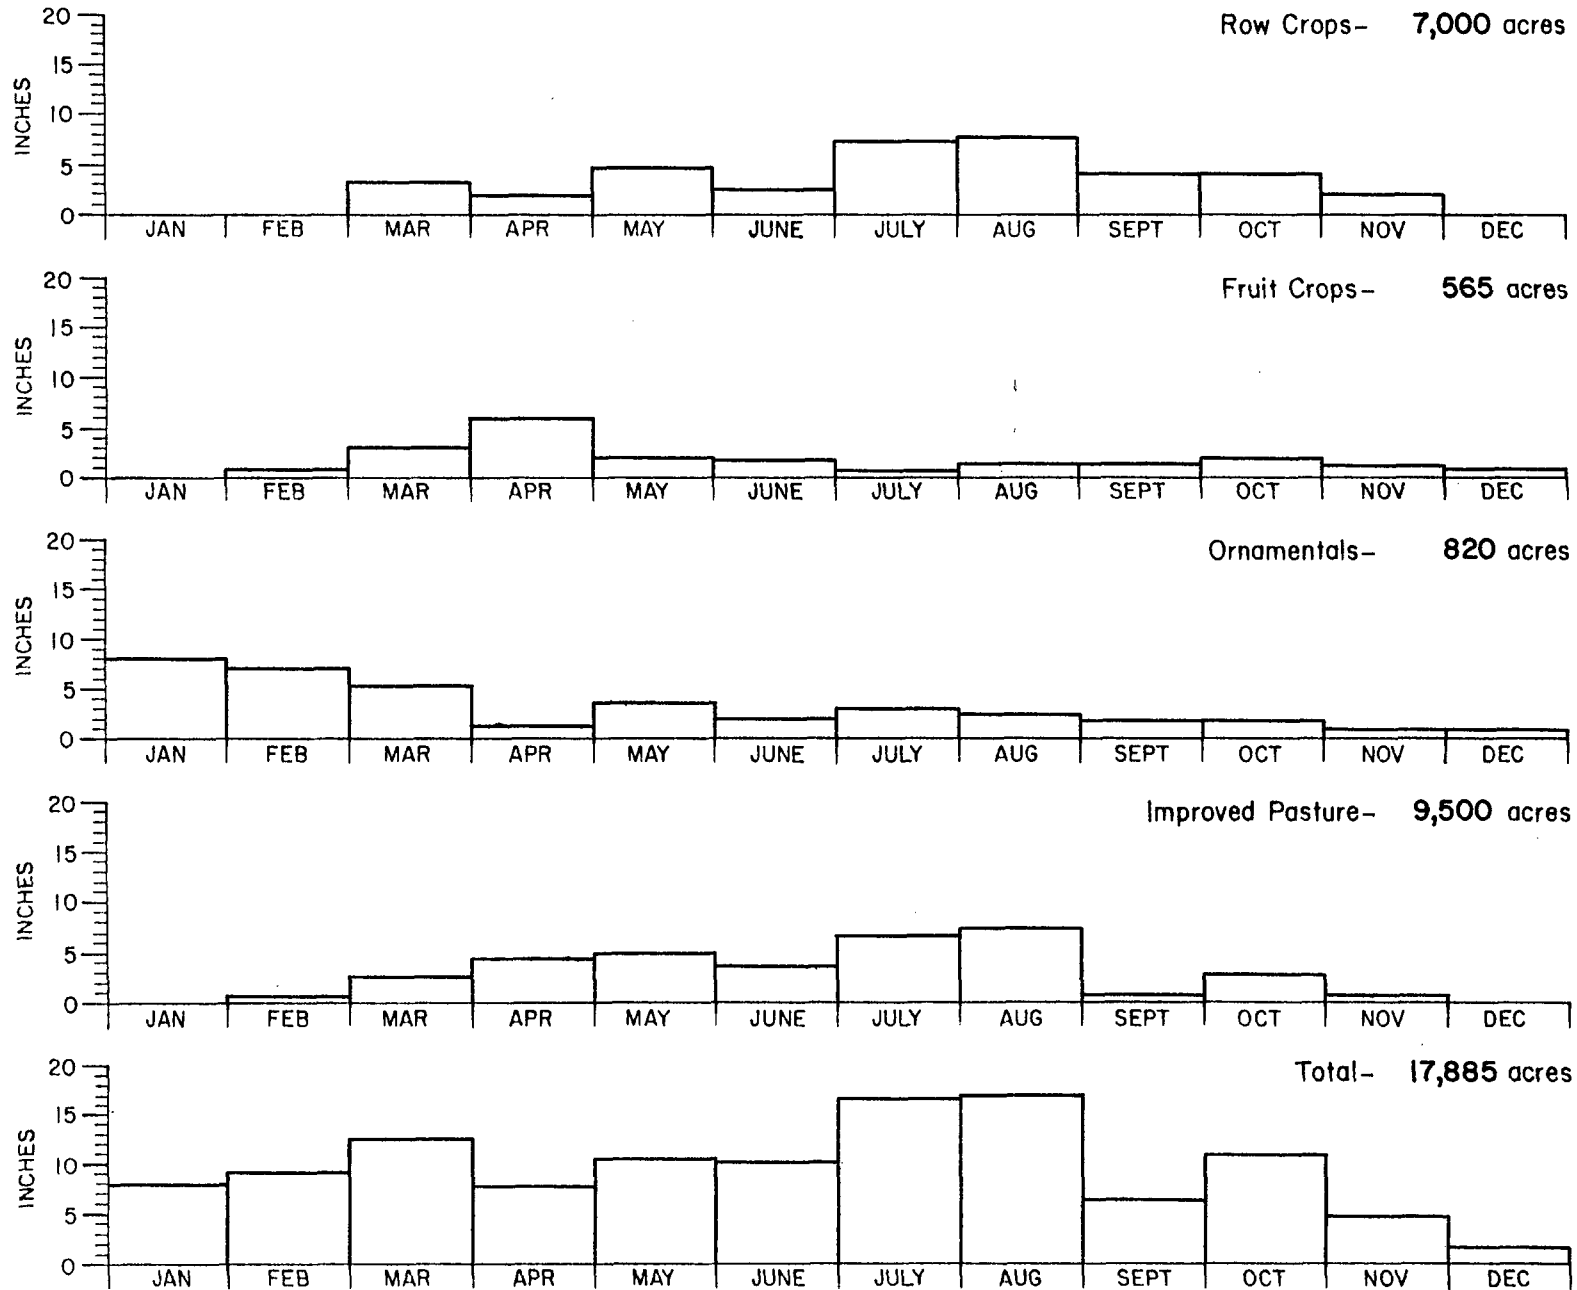 Row Crops– 7,000 acres
20
15
10
5
0
INCHES
JAN FEB MAR APR MAY JUNE JULY AUG SEPT OCT NOV DEC
Fruit Crops– 565 acres
20
15
10
5
0
INCHES
JAN FEB MAR APR MAY JUNE JULY AUG SEPT OCT NOV DEC
Ornamentals– 820 acres
20
15
10
5
0
INCHES
JAN FEB MAR APR MAY JUNE JULY AUG SEPT OCT NOV DEC
Improved Pasture– 9,500 acres
20
15
10
5
0
INCHES
JAN FEB MAR APR MAY JUNE JULY AUG SEPT OCT NOV DEC
Total– 17,885 acres
20
15
10
5
0
INCHES
JAN FEB MAR APR MAY JUNE JULY AUG SEPT OCT NOV DEC